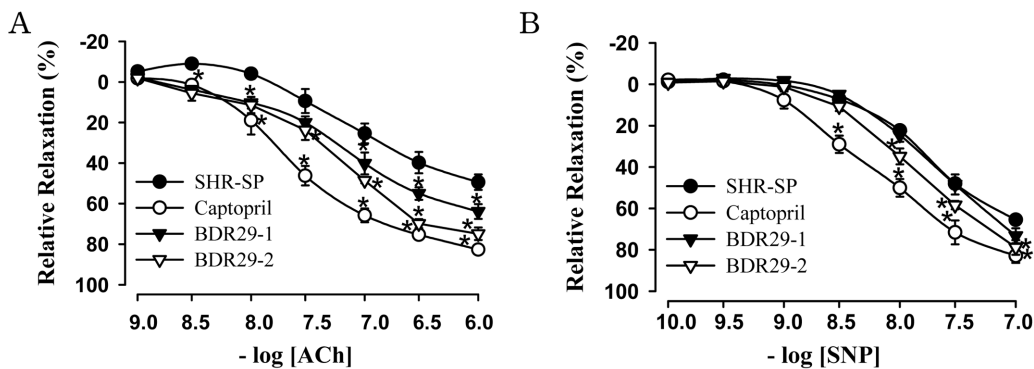 A
B
Relative Relaxation (%)
-20
0
20
40
60
80
100
SHR-SP
Captopril
BDR29-1
BDR29-2
9.0 8.5 8.0 7.5 7.0 6.5 6.0
- log [ACh]
Relative Relaxation (%)
-20
0
20
40
60
80
100
SHR-SP
Captopril
BDR29-1
BDR29-2
10.0 9.5 9.0 8.5 8.0 7.5 7.0
- log [SNP]